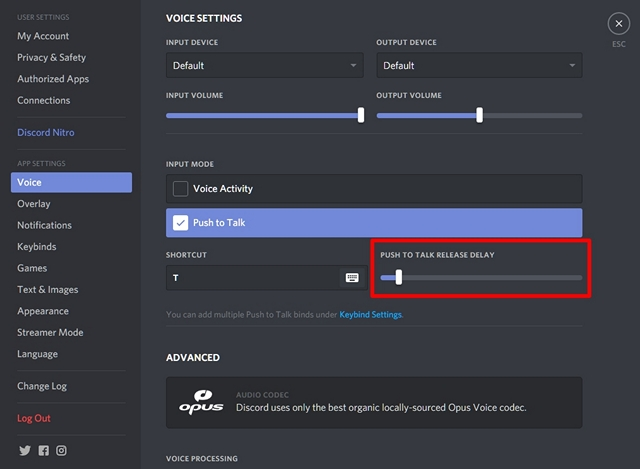 USER SETTINGS
My Account
Privacy & Safety
Authorized Apps
Connections
Discord Nitro
APP SETTINGS
Voice
Overlay
Notifications
Keybinds
Games
Text & Images
Appearance
Streamer Mode
Language
Change Log
Log Out
VOICE SETTINGS
ESC
INPUT DEVICE
OUTPUT DEVICE
Default
Default
INPUT VOLUME
OUTPUT VOLUME
INPUT MODE
Voice Activity
Push to Talk
SHORTCUT
PUSH TO TALK RELEASE DELAY
T
You can add multiple Push to Talk binds under Keybind Settings.
ADVANCED
opus
AUDIO CODEC
Discord uses only the best organic locally-sourced Opus Voice codec.
VOICE PROCESSING